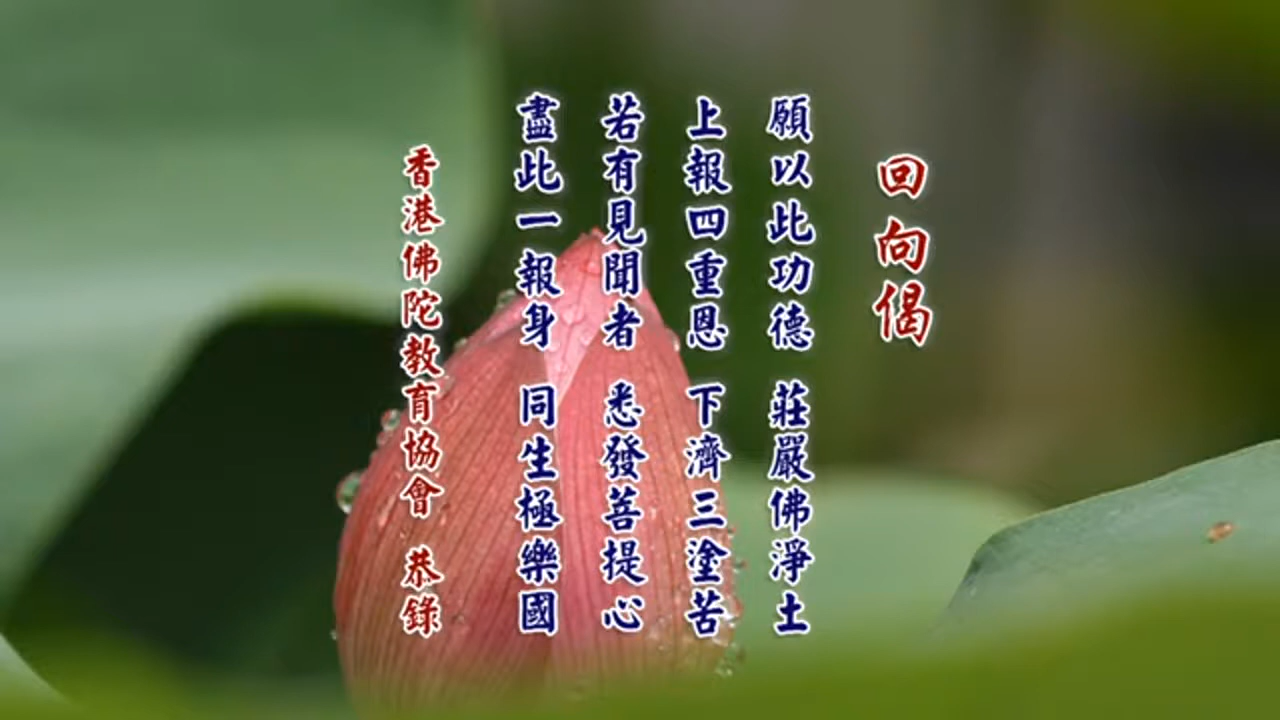 回向偈
願以此功德 莊嚴佛淨土
上報四重恩 下濟三塗苦
若有見聞者 悉發菩提心
盡此一報身 同生極樂國
香港佛陀教育協會 恭錄